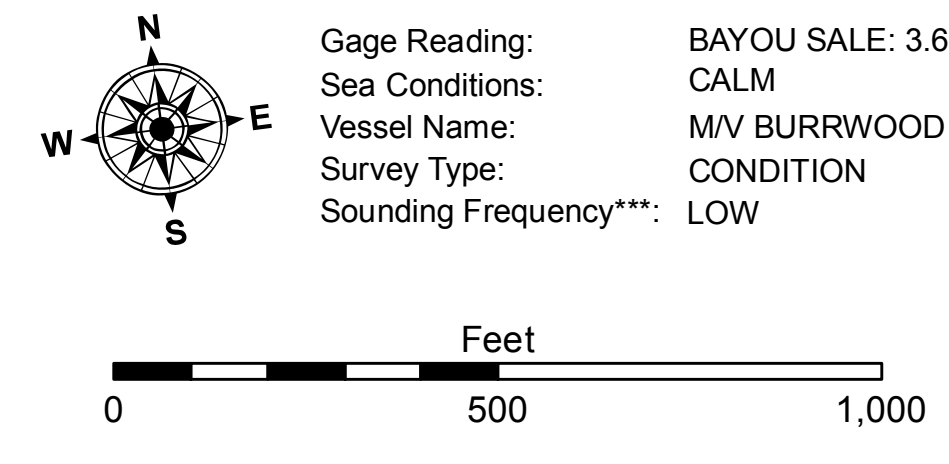 N
W
E
S
Gage Reading: BAYOU SALE: 3.6
Sea Conditions: CALM
Vessel Name: M/V BURRWOOD
Survey Type: CONDITION
Sounding Frequency***: LOW
Feet
0 500 1,000